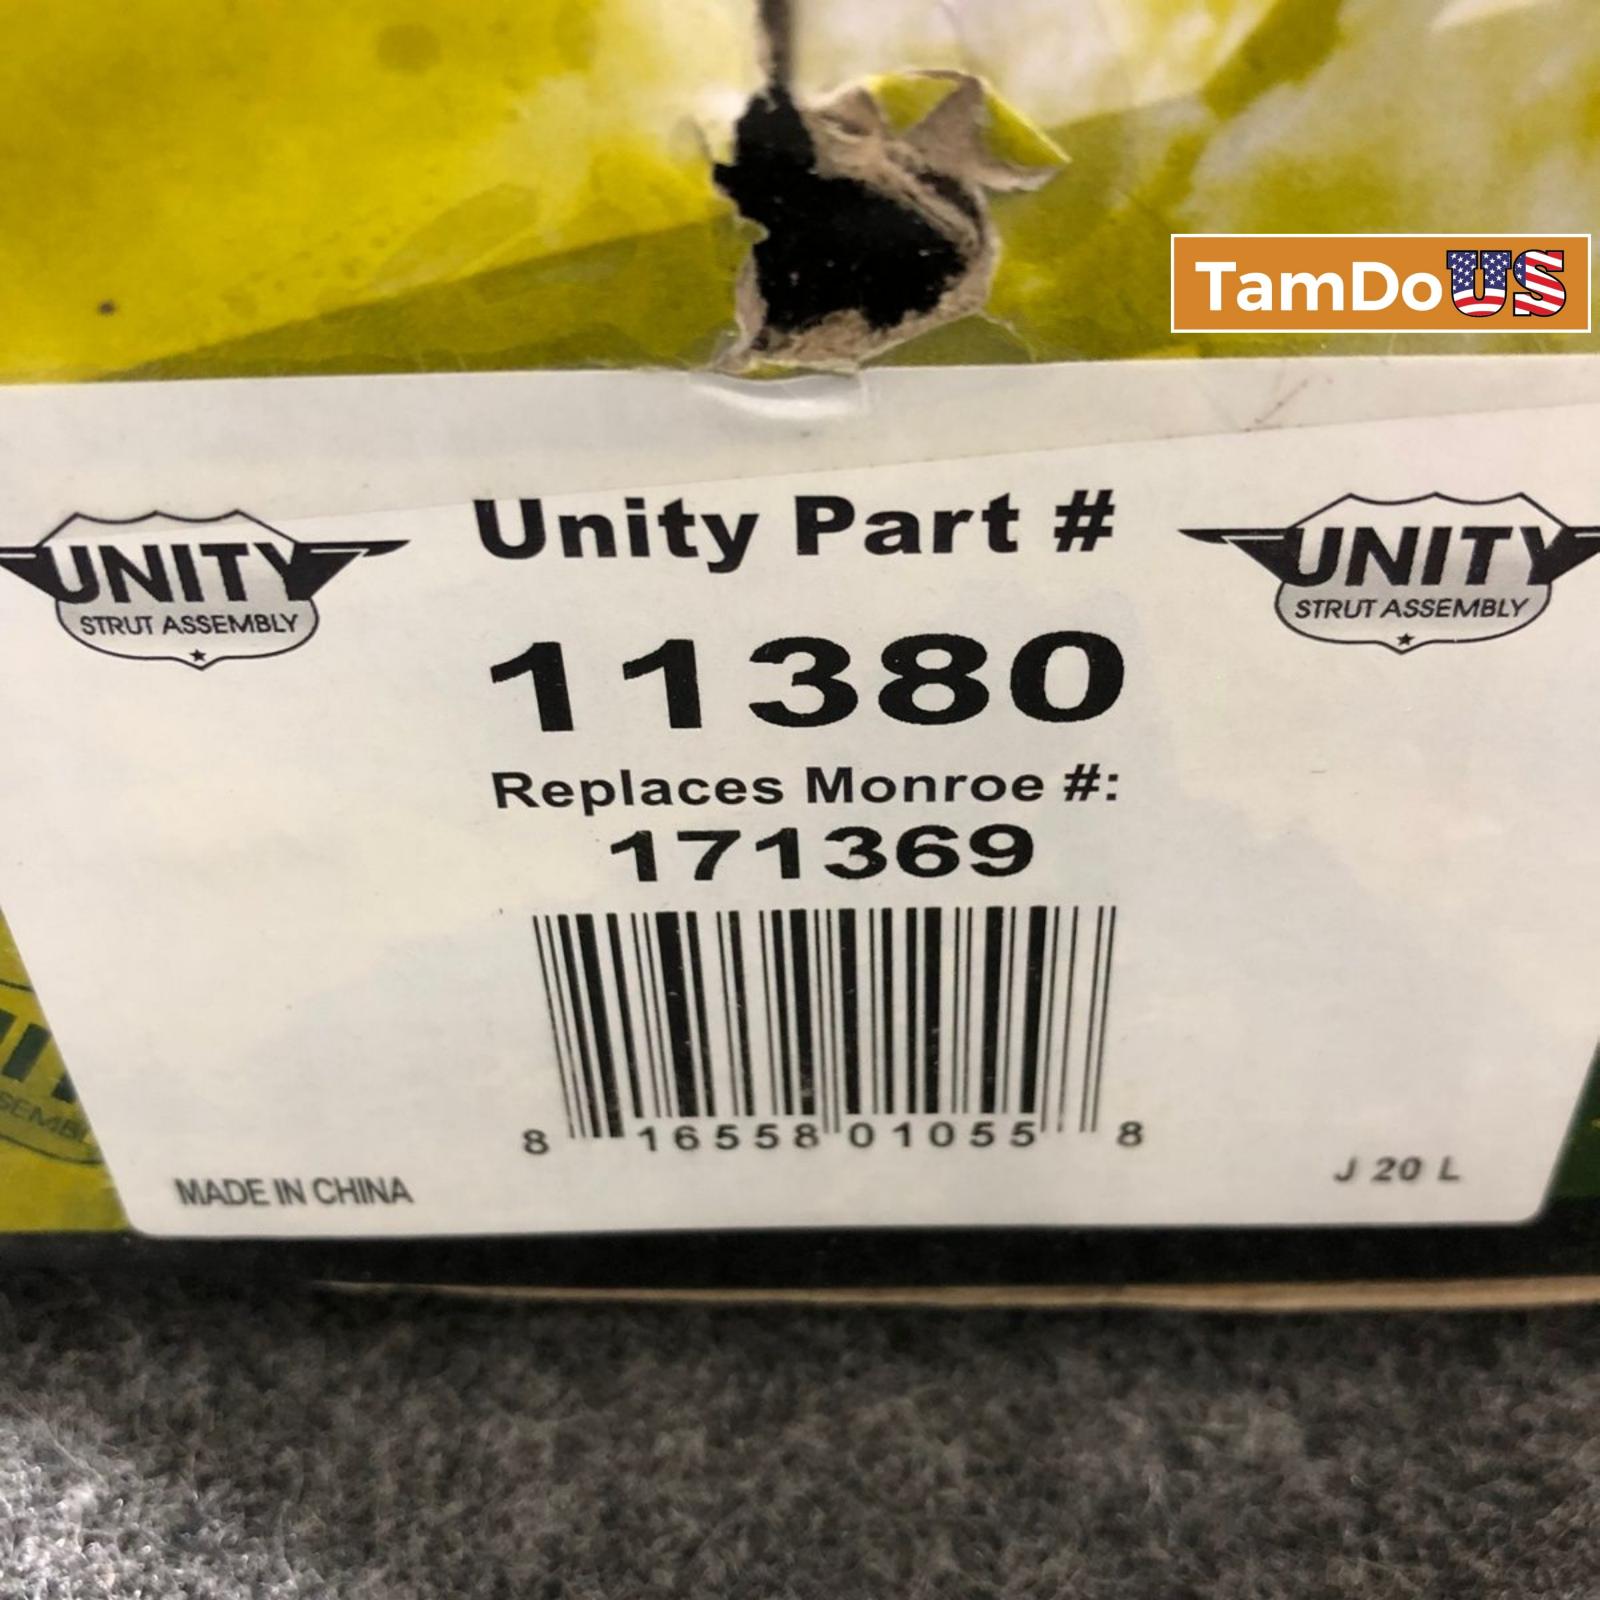 TamDoUS
Unity Part #
UNITY
STRUT ASSEMBLY
UNITY
STRUT ASSEMBLY
11380
Replaces Monroe #:
171369
8 16558 01055 8
J 20 L
MADE IN CHINA